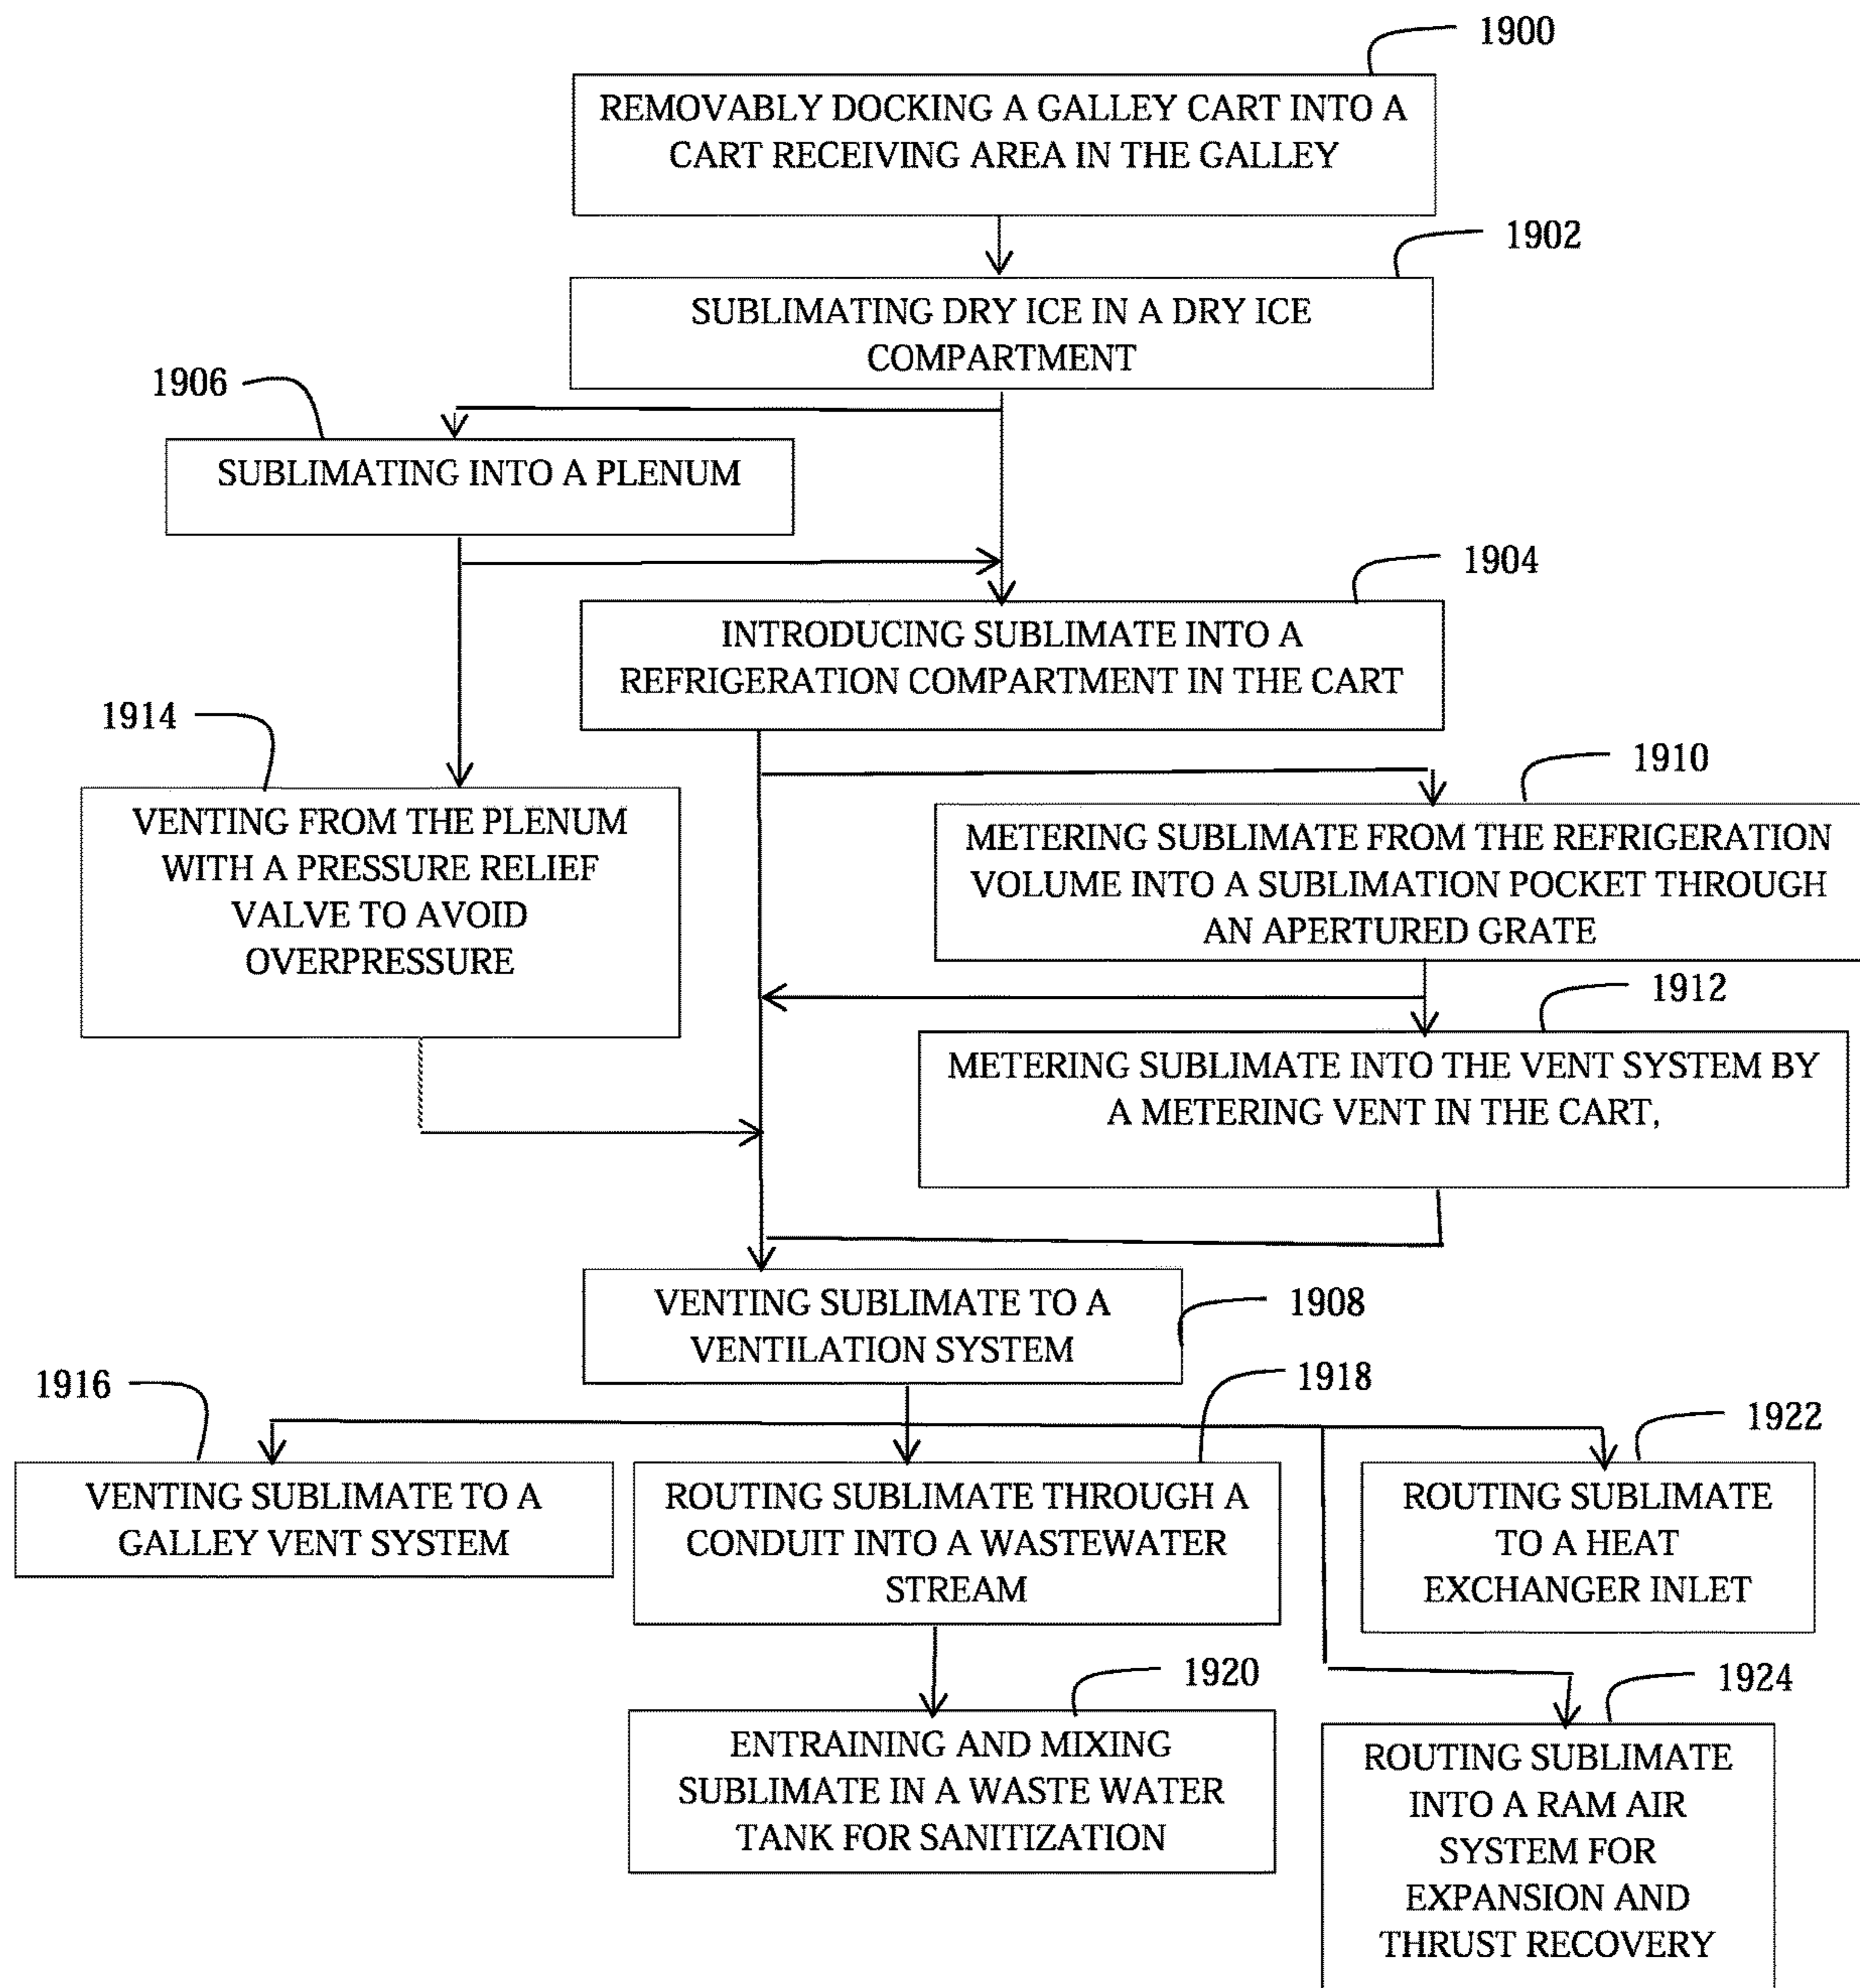 1900
REMOVABLY DOCKING A GALLEY CART INTO A
CART RECEIVING AREA IN THE GALLEY
1902
SUBLIMATING DRY ICE IN A DRY ICE
COMPARTMENT
1906
SUBLIMATING INTO A PLENUM
1904
INTRODUCING SUBLIMATE INTO A
REFRIGERATION COMPARTMENT IN THE CART
1914
VENTING FROM THE PLENUM
WITH A PRESSURE RELIEF
VALVE TO AVOID
OVERPRESSURE
1910
METERING SUBLIMATE FROM THE REFRIGERATION
VOLUME INTO A SUBLIMATION POCKET THROUGH
AN APERTURED GRATE
1912
METERING SUBLIMATE INTO THE VENT SYSTEM BY
A METERING VENT IN THE CART,
VENTING SUBLIMATE TO A
VENTILATION SYSTEM
1908
1916
VENTING SUBLIMATE TO A
GALLEY VENT SYSTEM
1918
ROUTING SUBLIMATE THROUGH A
CONDUIT INTO A WASTEWATER
STREAM
1922
ROUTING SUBLIMATE
TO A HEAT
EXCHANGER INLET
1920
ENTRAINING AND MIXING
SUBLIMATE IN A WASTE WATER
TANK FOR SANITIZATION
1924
ROUTING SUBLIMATE
INTO A RAM AIR
SYSTEM FOR
EXPANSION AND
THRUST RECOVERY